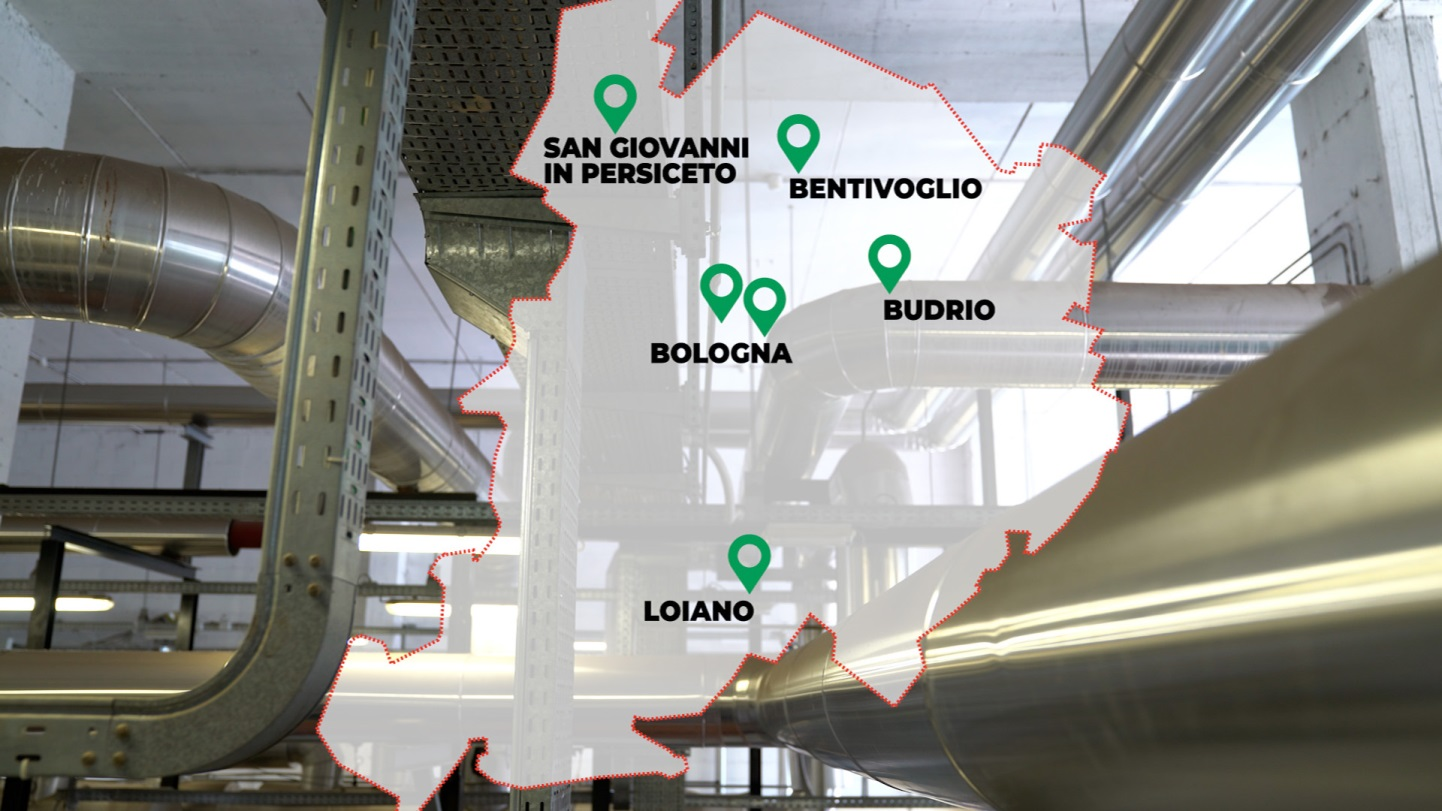 SAN GIOVANNI
IN PERSICETO
BENTIVOGLIO
BUDRIO
BOLOGNA
LOIANO